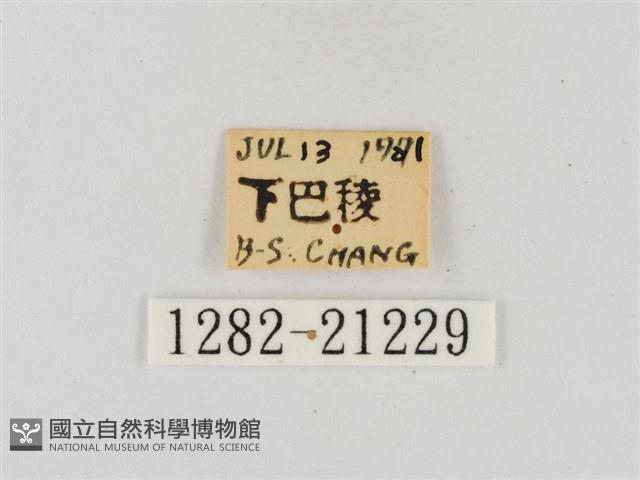 JUL 13 1981
下巴稜
B-S. CHANG
1282-21229
國立自然科學博物館
NATIONAL MUSEUM OF NATURAL SCIENCE